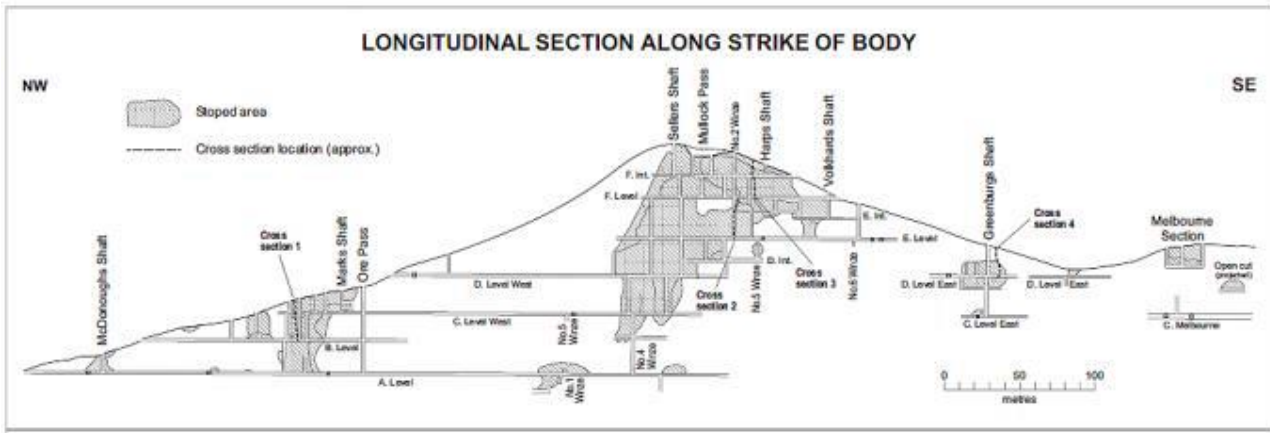 LONGITUDINAL SECTION ALONG STRIKE OF BODY
NW
SE
Stoped area
Cross section location (approx.)
McDonoughs Shaft
Cross
section 1
Marks Shaft
Ore Pass
Sellers Shaft
Mullock Pass
No.2 Winze
Harps Shaft
Volkhards Shaft
Greenburgs Shaft
Cross
section 4
Melbourne
Section
F. Int.
F. Level
E. Int.
E. Level
D. Int.
D. Level West
Cross
section 2
No.5 Winze
Cross
section 3
No.6 Winze
D. Level East
D. Level East
Open cut
(projected)
C. Level West
No.5
Winze
C. Level East
C. Melbourne
B. Level
No.4
Winze
A. Level
No.1
Winze
0 50 100
metres